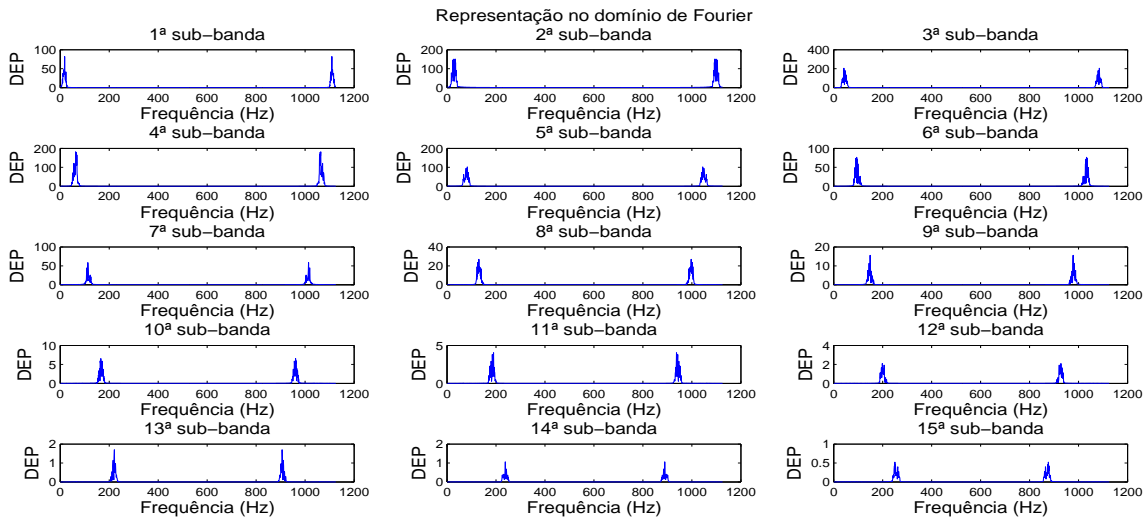 Representação no domínio de Fourier
1ª sub−banda
2ª sub−banda
3ª sub−banda
DEP
100
50
0
0 200 400 600 800 1000 1200
Frequência (Hz)
DEP
200
100
0
0 200 400 600 800 1000 1200
Frequência (Hz)
DEP
400
200
0
0 200 400 600 800 1000 1200
Frequência (Hz)
4ª sub−banda
5ª sub−banda
6ª sub−banda
DEP
200
100
0
0 200 400 600 800 1000 1200
Frequência (Hz)
DEP
200
100
0
0 200 400 600 800 1000 1200
Frequência (Hz)
DEP
100
50
0
0 200 400 600 800 1000 1200
Frequência (Hz)
7ª sub−banda
8ª sub−banda
9ª sub−banda
DEP
100
50
0
0 200 400 600 800 1000 1200
Frequência (Hz)
DEP
40
20
0
0 200 400 600 800 1000 1200
Frequência (Hz)
DEP
20
10
0
0 200 400 600 800 1000 1200
Frequência (Hz)
10ª sub−banda
11ª sub−banda
12ª sub−banda
DEP
10
5
0
0 200 400 600 800 1000 1200
Frequência (Hz)
DEP
5
0
0 200 400 600 800 1000 1200
Frequência (Hz)
DEP
4
2
0
0 200 400 600 800 1000 1200
Frequência (Hz)
13ª sub−banda
14ª sub−banda
15ª sub−banda
DEP
2
1
0
0 200 400 600 800 1000 1200
Frequência (Hz)
DEP
2
1
0
0 200 400 600 800 1000 1200
Frequência (Hz)
DEP
1
0.5
0
0 200 400 600 800 1000 1200
Frequência (Hz)